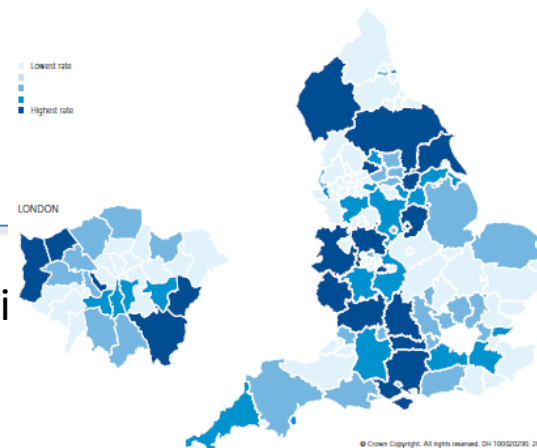 Lowest rate
Highest rate
LONDON
i
© Crown Copyright. All rights reserved. DH 100020290. 2